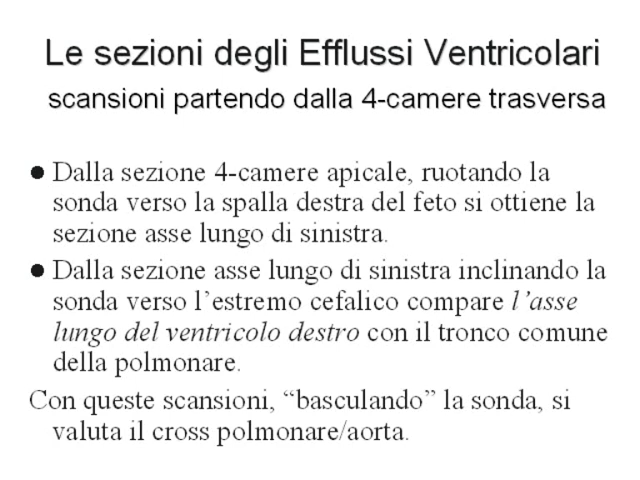 Le sezioni degli Efflussi Ventricolari
scansioni partendo dalla 4-camere trasversa
● Dalla sezione 4-camere apicale, ruotando la
sonda verso la spalla destra del feto si ottiene la
sezione asse lungo di sinistra.
● Dalla sezione asse lungo di sinistra inclinando la
sonda verso l’estremo cefalico compare l’asse
lungo del ventricolo destro con il tronco comune
della polmonare.
Con queste scansioni, “basculando” la sonda, si
valuta il cross polmonare/aorta.